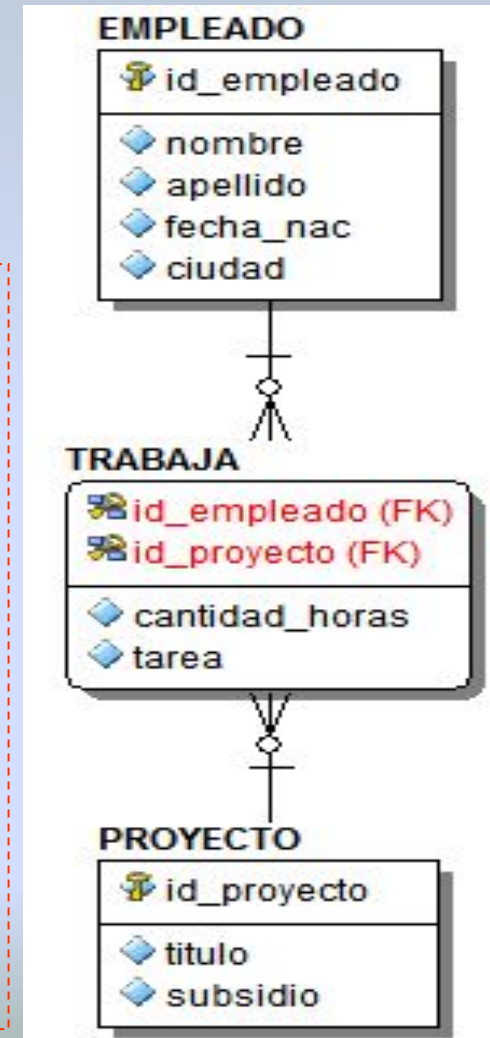 EMPLEADO
id_empleado
nombre
apellido
fecha_nac
ciudad
TRABAJA
id_empleado (FK)
id_proyecto (FK)
cantidad_horas
tarea
PROYECTO
id_proyecto
titulo
subsidio